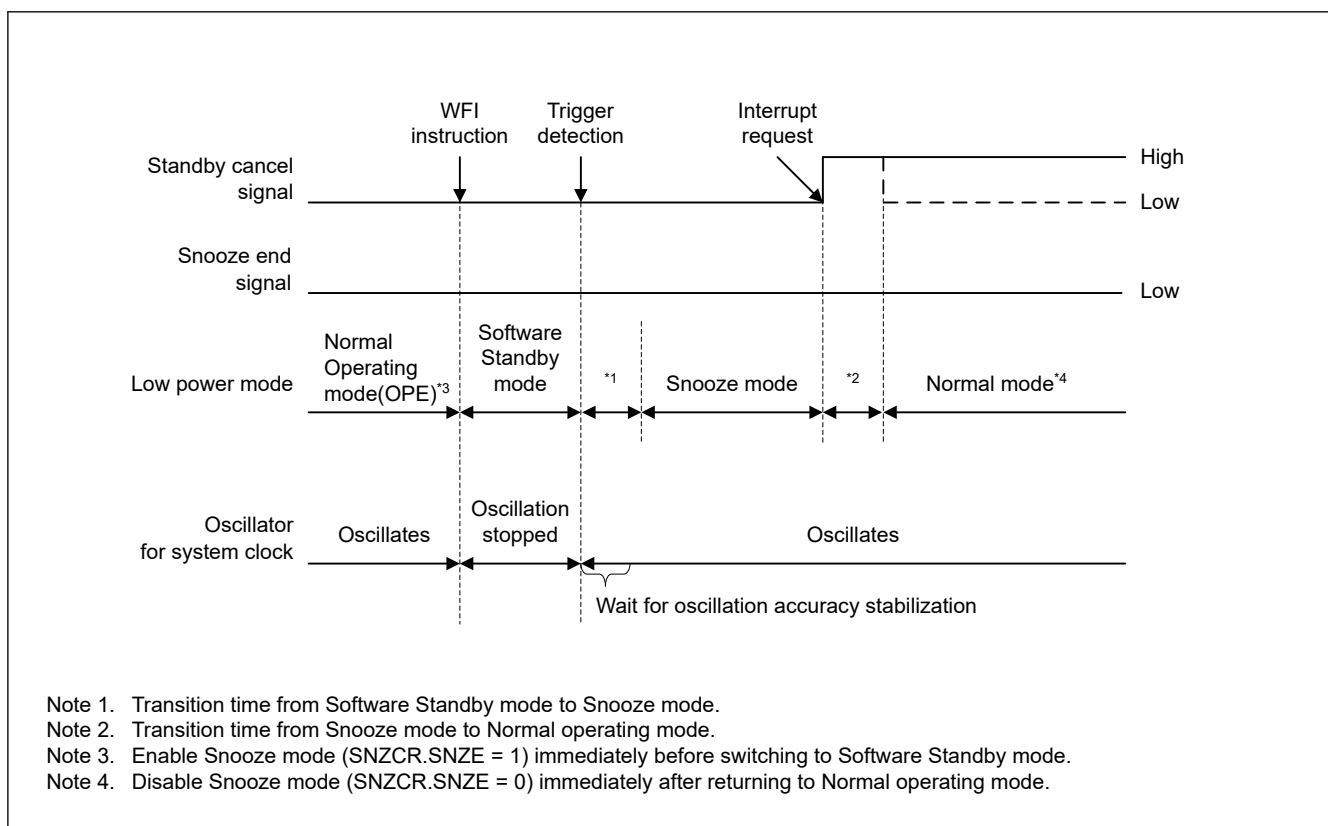 WFI
instruction
Trigger
detection
Interrupt
request
Standby cancel
signal
High
Low
Snooze end
signal
Low
Low power mode
Normal
Operating
mode(OPE)*3
Software
Standby
mode
*1
Snooze mode
*2
Normal mode*4
Oscillator
for system clock
Oscillates
Oscillation
stopped
Oscillates
Wait for oscillation accuracy stabilization
Note 1. Transition time from Software Standby mode to Snooze mode.
Note 2. Transition time from Snooze mode to Normal operating mode.
Note 3. Enable Snooze mode (SNZCR.SNZE = 1) immediately before switching to Software Standby mode.
Note 4. Disable Snooze mode (SNZCR.SNZE = 0) immediately after returning to Normal operating mode.